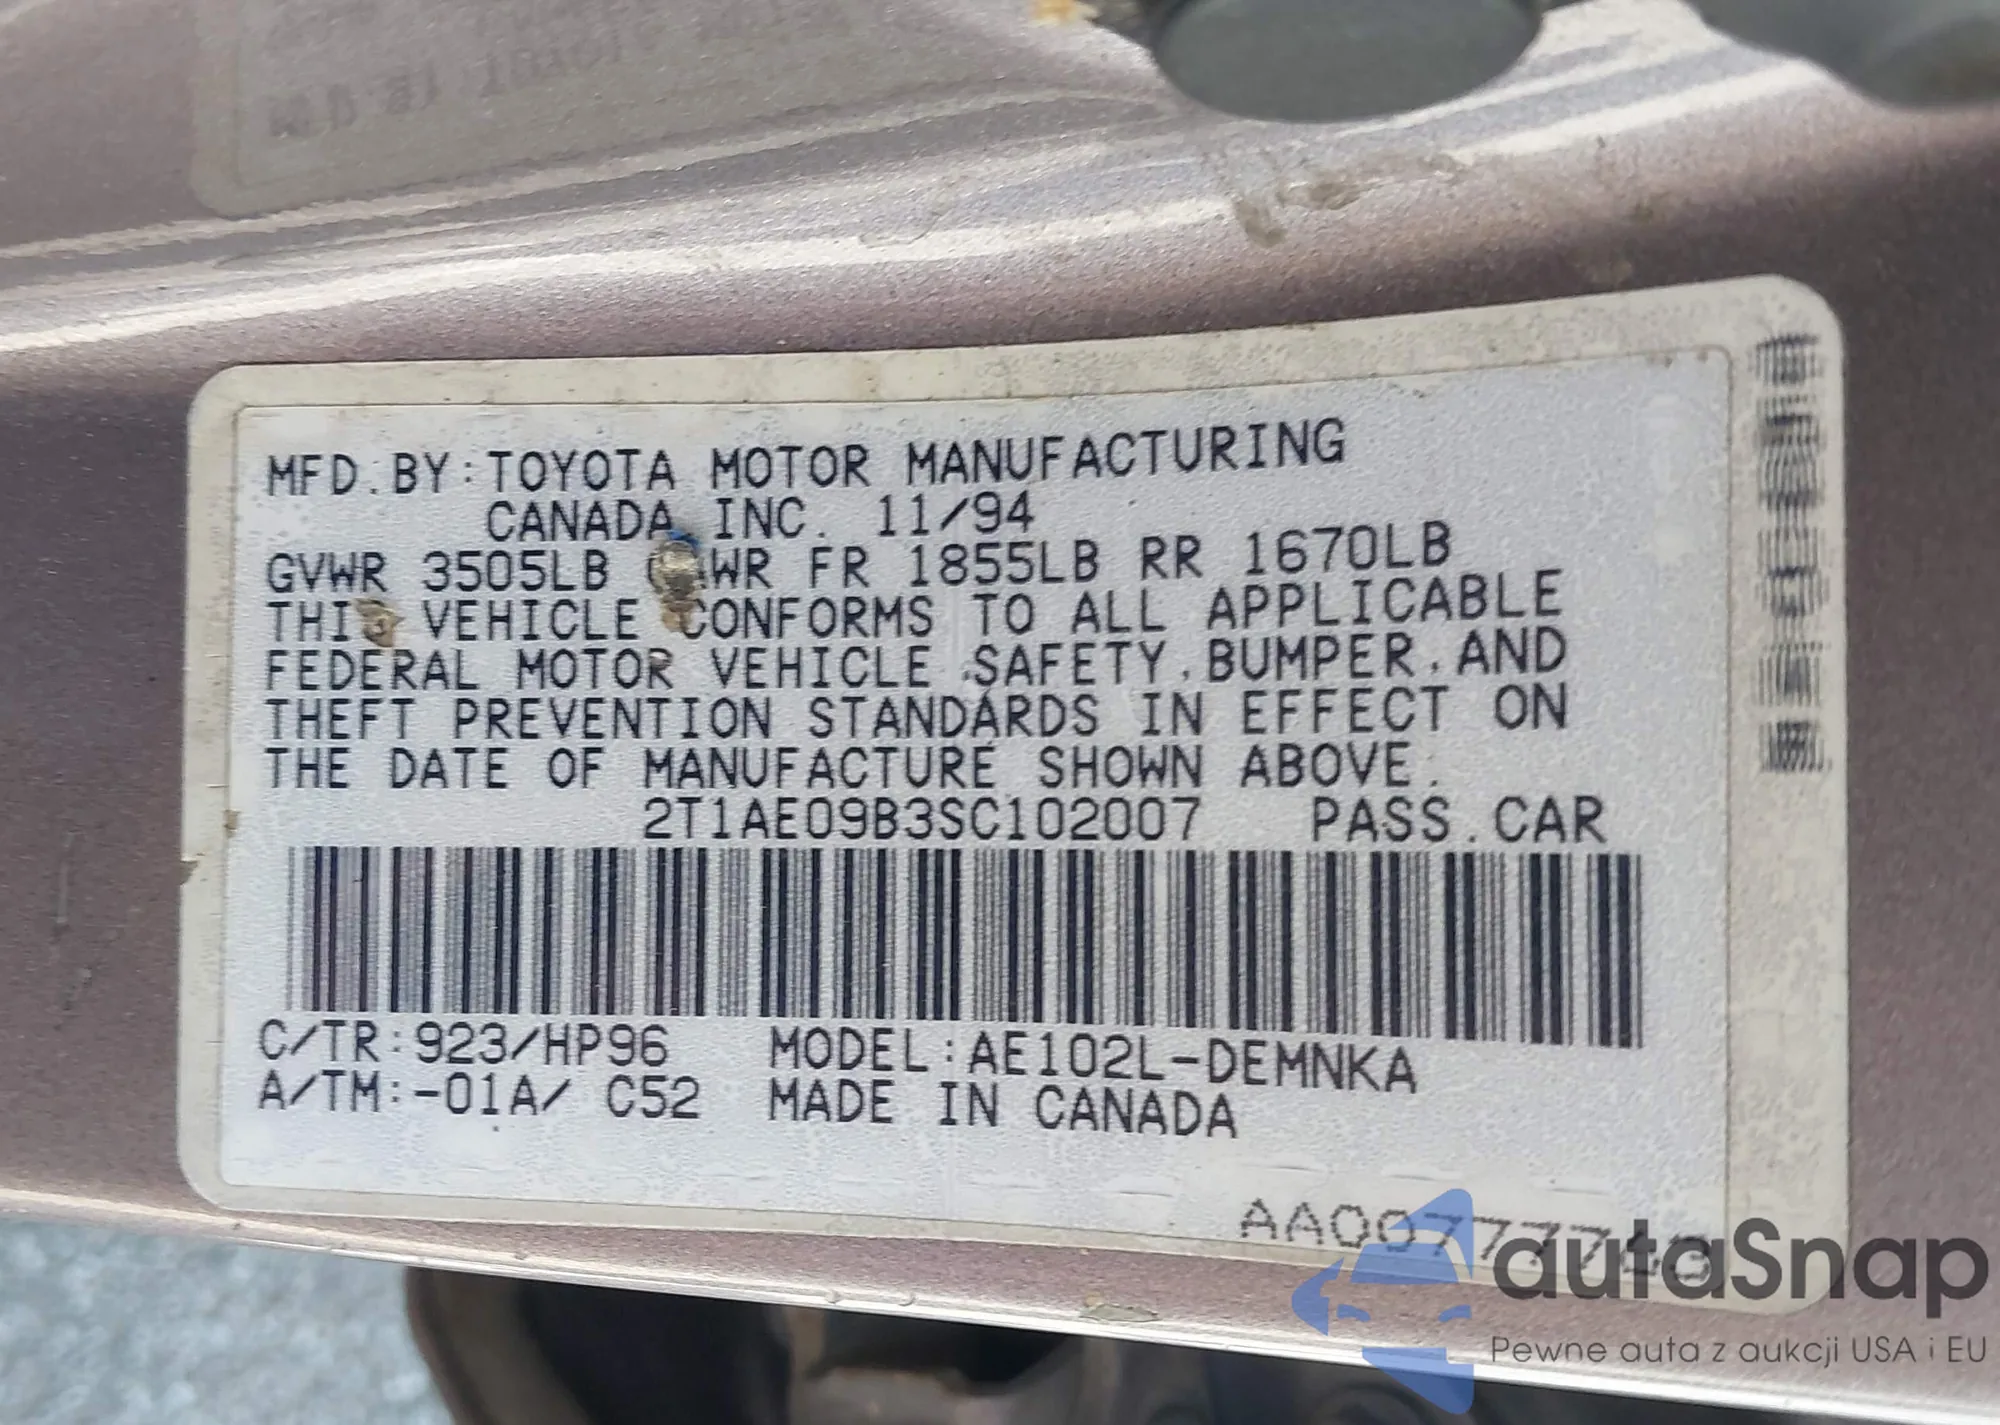 MFD.BY:TOYOTA MOTOR MANUFACTURING
CANADA INC. 11/94
GVWR 3505LB GAWR FR 1855LB RR 1670LB
THIS VEHICLE CONFORMS TO ALL APPLICABLE
FEDERAL MOTOR VEHICLE SAFETY, BUMPER, AND
THEFT PREVENTION STANDARDS IN EFFECT ON
THE DATE OF MANUFACTURE SHOWN ABOVE.
2T1AE09B3SC102007 PASS.CAR
C/TR:923/HP96 MODEL:AE102L-DEMNKA
A/TM:-01A/ C52 MADE IN CANADA
autaSnap
Pewne auta z aukcji USA i EU